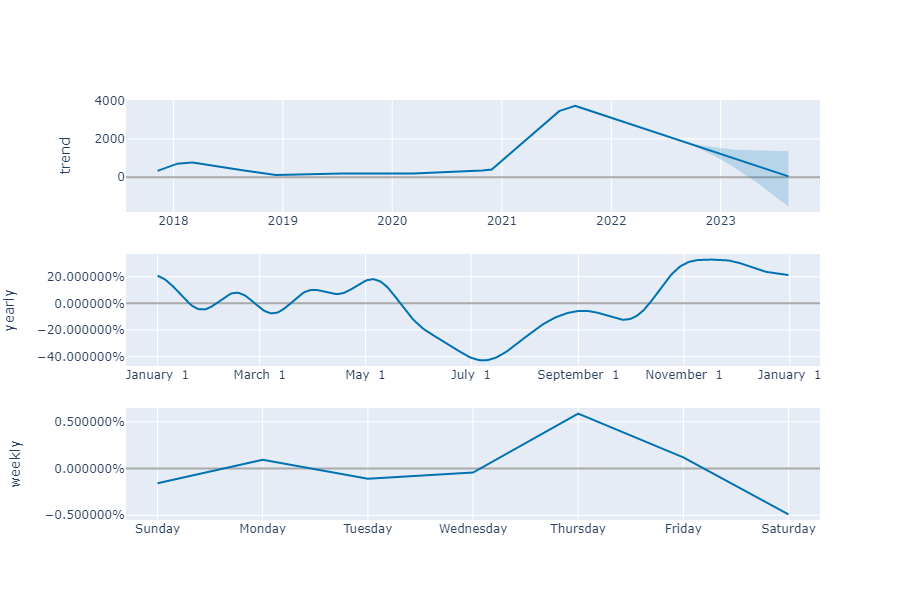 trend
4000
2000
0
2018 2019 2020 2021 2022 2023
yearly
20.000000%
0.000000%
−20.000000%
−40.000000%
January 1 March 1 May 1 July 1 September 1 November 1 January 1
weekly
0.500000%
0.000000%
−0.500000%
Sunday Monday Tuesday Wednesday Thursday Friday Saturday